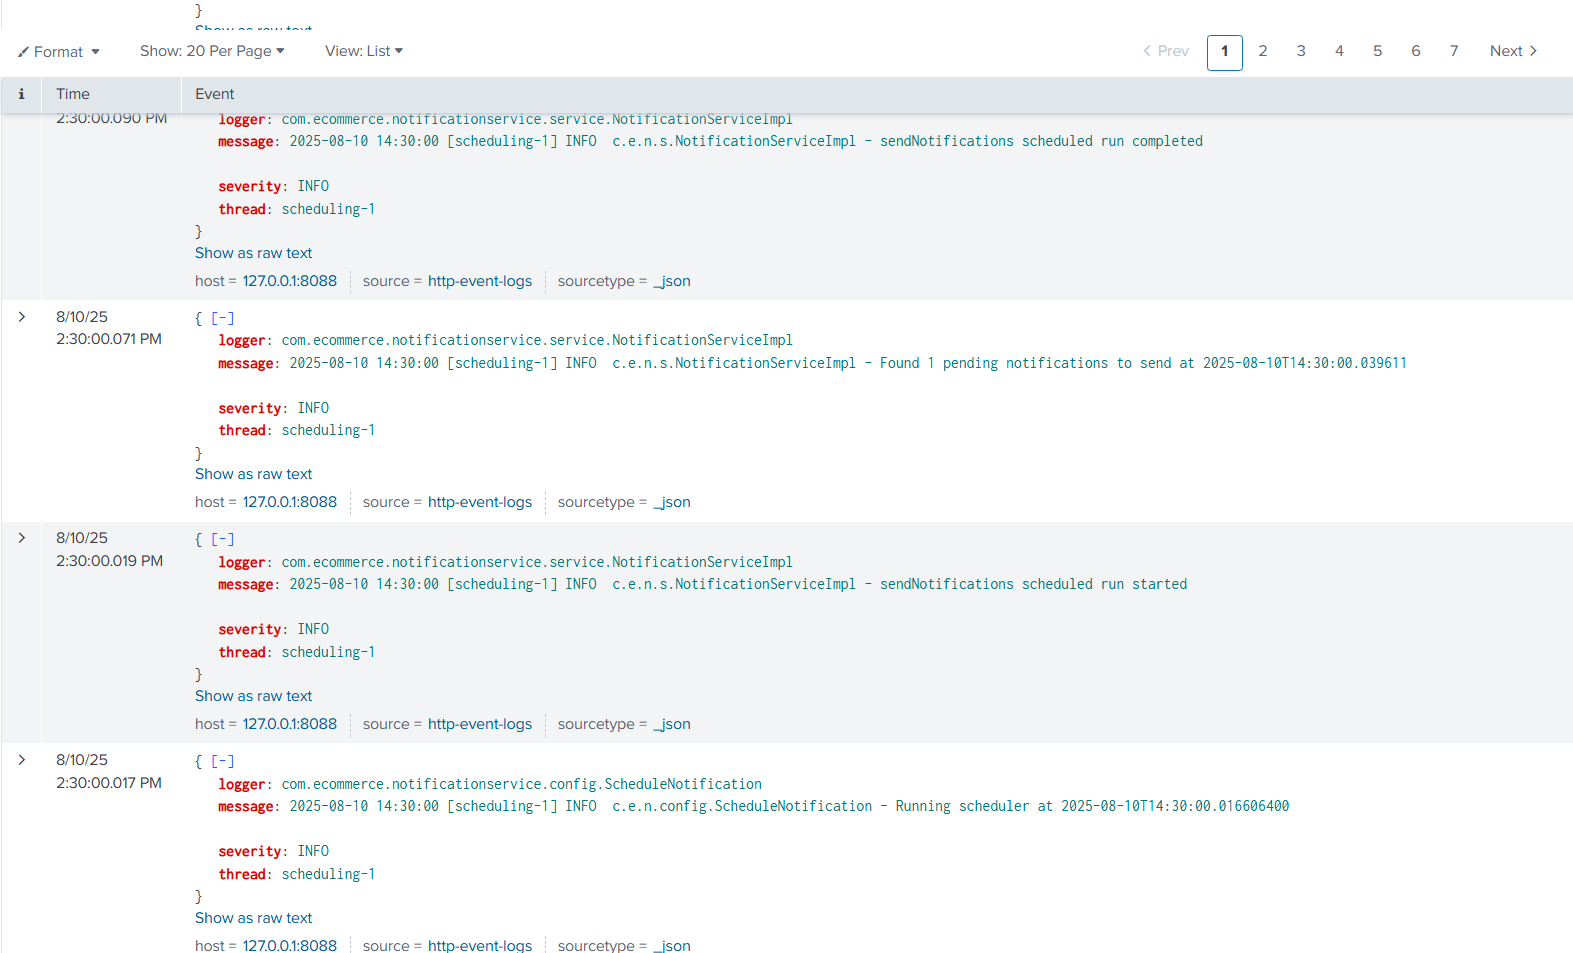 }
Show as raw text
Format Show: 20 Per Page View: List Prev 1 2 3 4 5 6 7 Next
i Time Event
2:30:00.090 PM logger: com.ecommerce.notificationservice.service.NotificationServiceImpl
message: 2025-08-10 14:30:00 [scheduling-1] INFO c.e.n.s.NotificationServiceImpl - sendNotifications scheduled run completed
severity: INFO
thread: scheduling-1
}
Show as raw text
host = 127.0.0.1:8088 source = http-event-logs sourcetype = _json
8/10/25 { [-]
2:30:00.071 PM logger: com.ecommerce.notificationservice.service.NotificationServiceImpl
message: 2025-08-10 14:30:00 [scheduling-1] INFO c.e.n.s.NotificationServiceImpl - Found 1 pending notifications to send at 2025-08-10T14:30:00.039611
severity: INFO
thread: scheduling-1
}
Show as raw text
host = 127.0.0.1:8088 source = http-event-logs sourcetype = _json
8/10/25 { [-]
2:30:00.019 PM logger: com.ecommerce.notificationservice.service.NotificationServiceImpl
message: 2025-08-10 14:30:00 [scheduling-1] INFO c.e.n.s.NotificationServiceImpl - sendNotifications scheduled run started
severity: INFO
thread: scheduling-1
}
Show as raw text
host = 127.0.0.1:8088 source = http-event-logs sourcetype = _json
8/10/25 { [-]
2:30:00.017 PM logger: com.ecommerce.notificationservice.config.ScheduleNotification
message: 2025-08-10 14:30:00 [scheduling-1] INFO c.e.n.config.ScheduleNotification - Running scheduler at 2025-08-10T14:30:00.016606400
severity: INFO
thread: scheduling-1
}
Show as raw text
host = 127.0.0.1:8088 source = http-event-logs sourcetype = _json